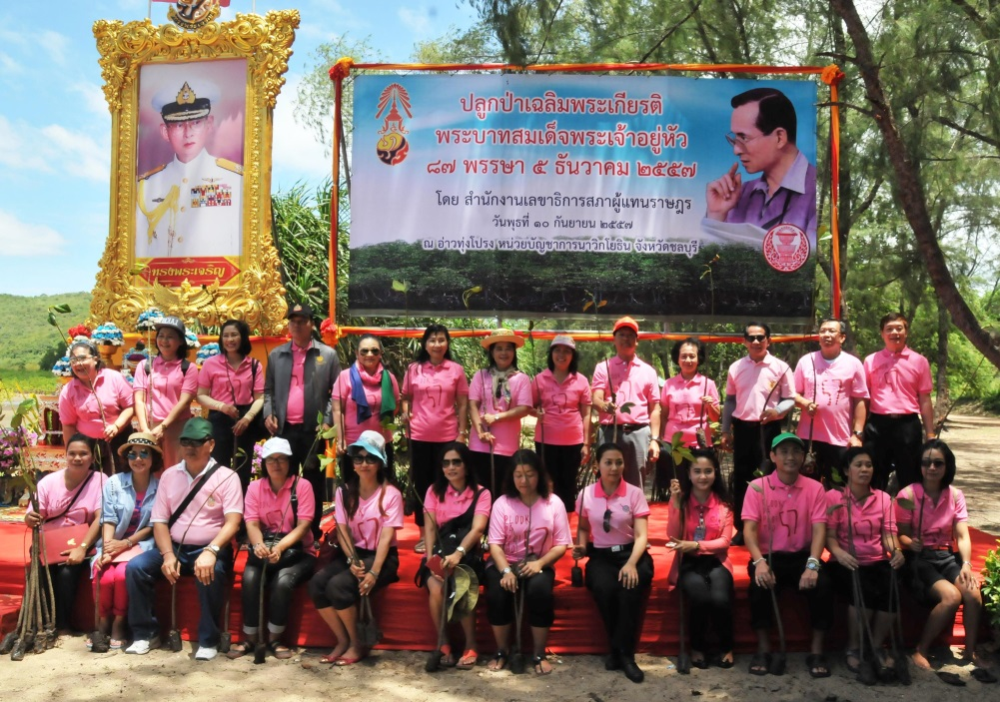 ทรงพระเจริญ
ปลูกป่าเฉลิมพระเกียรติ
พระบาทสมเด็จพระเจ้าอยู่หัว
๘๗ พรรษา ๕ ธันวาคม ๒๕๕๗
โดย สำนักงานเลขาธิการสภาผู้แทนราษฎร
วันพุธที่ ๑๐ กันยายน ๒๕๕๗
ณ อ่าวทุ่งโปรง หน่วยบัญชาการนาวิกโยธิน จังหวัดชลบุรี